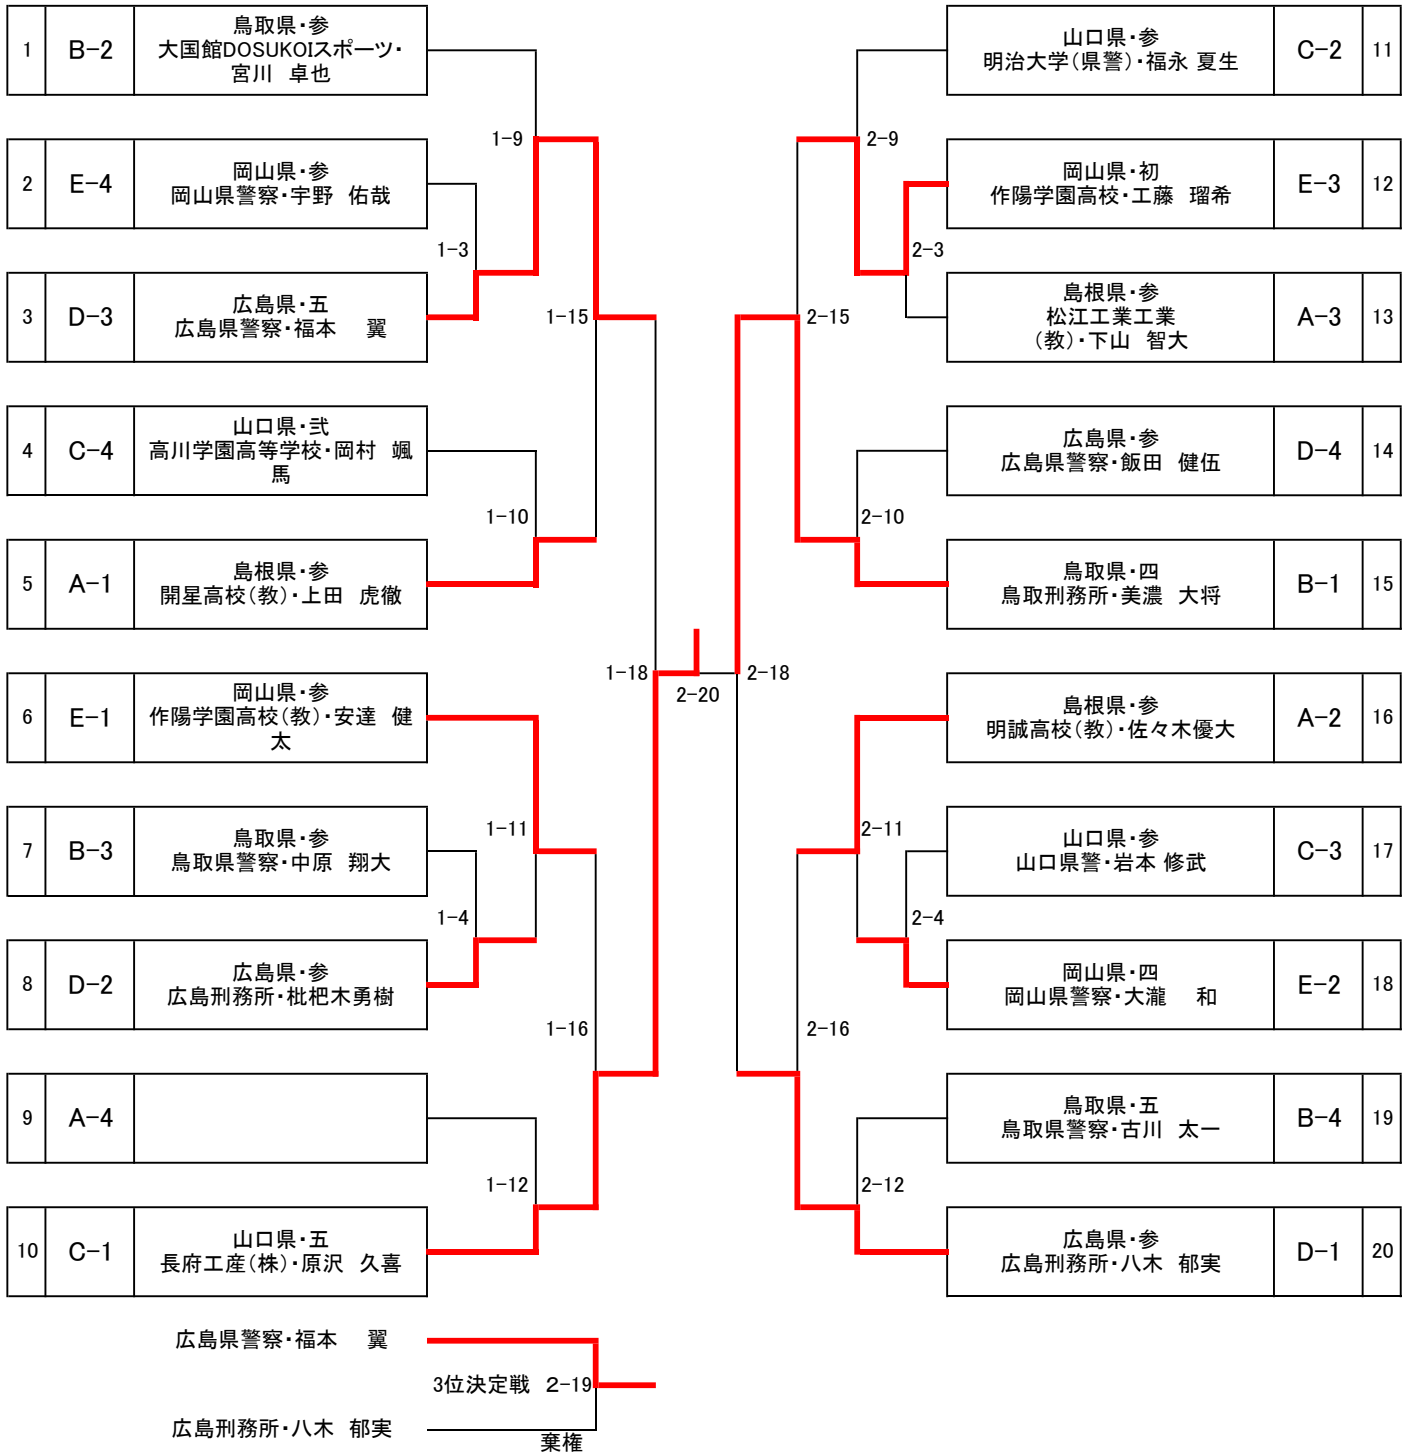 1 B-2 鳥取県・参
大国館DOSUKOIスポーツ・
宮川 卓也
2 E-4 岡山県・参
岡山県警察・宇野 佑哉
3 D-3 広島県・五
広島県警察・福本 翼
4 C-4 山口県・弐
高川学園高等学校・岡村 颯
馬
5 A-1 島根県・参
開星高校(教)・上田 虎徹
6 E-1 岡山県・参
作陽学園高校(教)・安達 健
太
7 B-3 鳥取県・参
鳥取県警察・中原 翔大
8 D-2 広島県・参
広島刑務所・枇杷木勇樹
9 A-4
10 C-1 山口県・五
長府工産(株)・原沢 久喜
1-9
1-3
1-15
1-10
1-18
1-11
1-4
1-16
1-12
2-20
2-9
2-3
2-15
2-10
2-18
2-11
2-4
2-16
2-12
山口県・参
明治大学(県警)・福永 夏生 C-2 11
岡山県・初
作陽学園高校・工藤 瑠希 E-3 12
島根県・参
松江工業工業
(教)・下山 智大 A-3 13
広島県・参
広島県警察・飯田 健伍 D-4 14
鳥取県・四
鳥取刑務所・美濃 大将 B-1 15
島根県・参
明誠高校(教)・佐々木優大 A-2 16
山口県・参
山口県警・岩本 修武 C-3 17
岡山県・四
岡山県警察・大瀧 和 E-2 18
鳥取県・五
鳥取県警察・古川 太一 B-4 19
広島県・参
広島刑務所・八木 郁実 D-1 20
広島県警察・福本 翼
3位決定戦 2-19
広島刑務所・八木 郁実
棄権